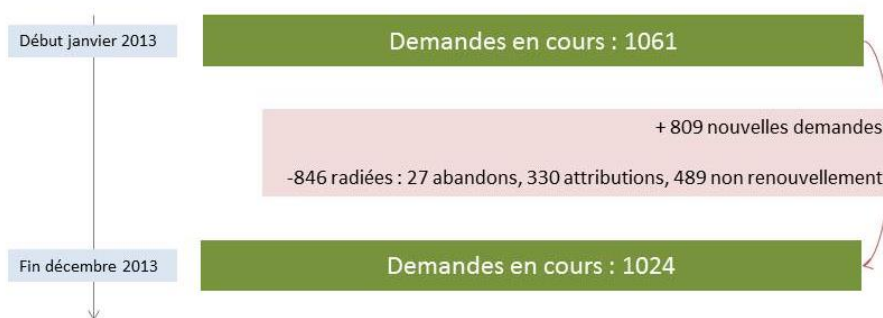 Début janvier 2013
Demandes en cours : 1061
+ 809 nouvelles demandes
-846 radiées : 27 abandons, 330 attributions, 489 non renouvellement
Fin décembre 2013
Demandes en cours : 1024